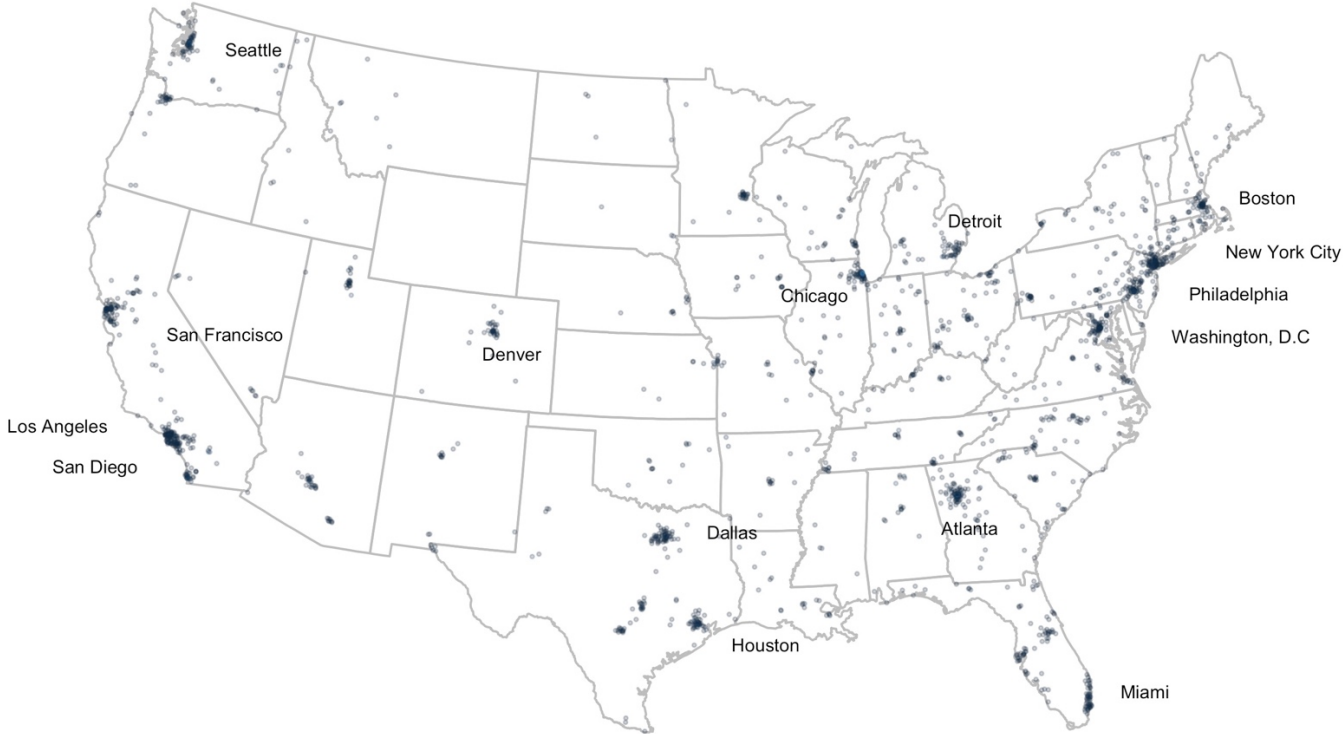 Seattle
Boston
Detroit
New York City
Chicago
Philadelphia
San Francisco
Washington, D.C
Denver
Los Angeles
San Diego
Dallas
Atlanta
Houston
Miami